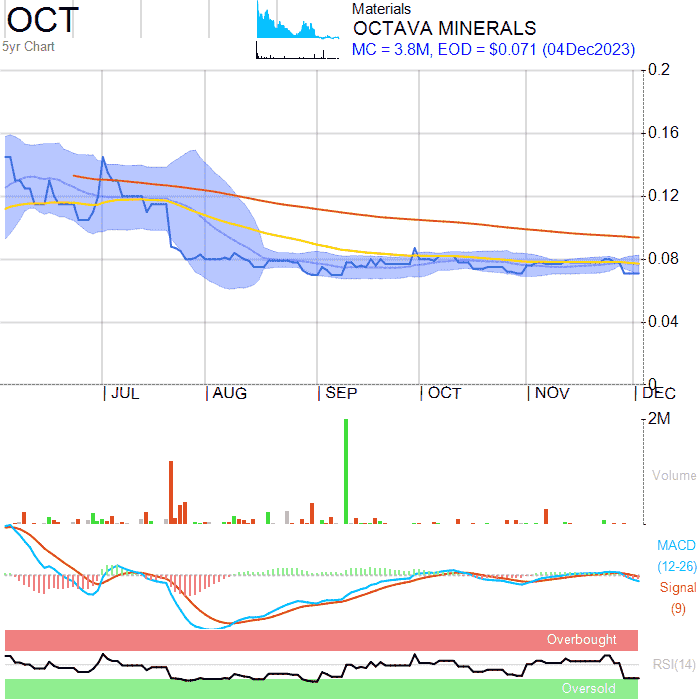 OCT
5yr Chart
Materials
OCTAVA MINERALS
MC = 3.8M, EOD = $0.071 (04Dec2023)
0.2
0.16
0.12
0.08
0.04
0
JUL AUG SEP OCT NOV DEC
2M
Volume
MACD
(12-26)
Signal
(9)
Overbought
RSI(14)
Oversold